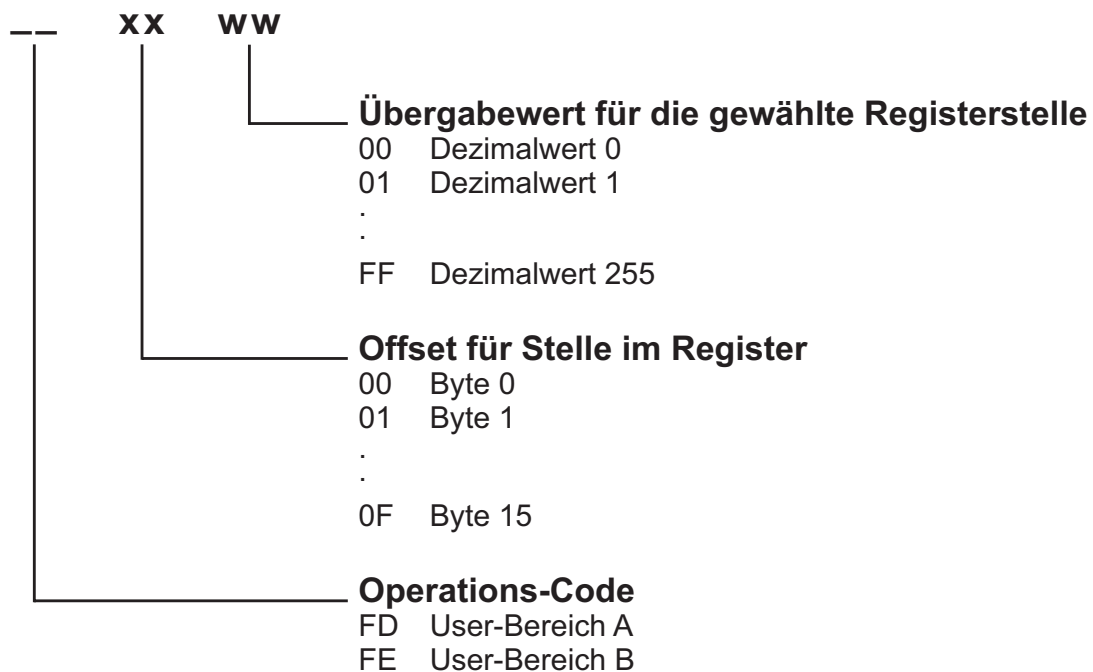 __ xx ww
Übergabewert für die gewählte Registerstelle
00 Dezimalwert 0
01 Dezimalwert 1
.
.
FF Dezimalwert 255
Offset für Stelle im Register
00 Byte 0
01 Byte 1
.
.
0F Byte 15
Operations-Code
FD User-Bereich A
FE User-Bereich B